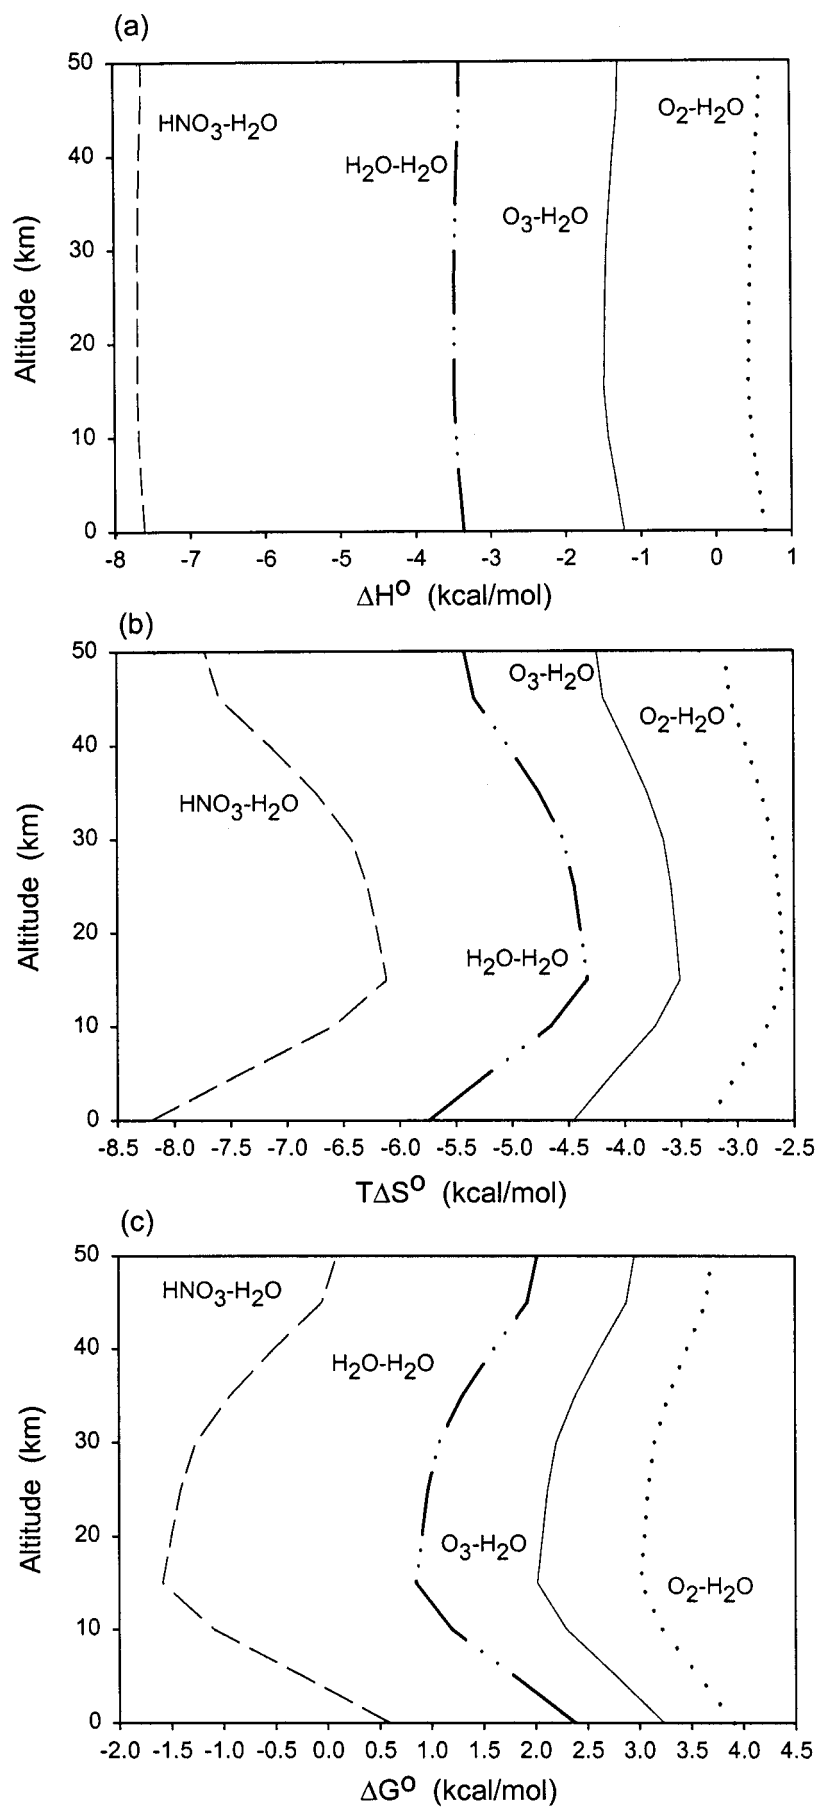 (a)
50
40
30
20
10
0
Altitude (km)
HNO3-H2O
H2O-H2O
O3-H2O
O2-H2O
-8 -7 -6 -5 -4 -3 -2 -1 0 1
ΔHº (kcal/mol)
(b)
50
40
30
20
10
0
Altitude (km)
O3-H2O
O2-H2O
HNO3-H2O
H2O-H2O
-8.5 -8.0 -7.5 -7.0 -6.5 -6.0 -5.5 -5.0 -4.5 -4.0 -3.5 -3.0 -2.5
TΔSº (kcal/mol)
(c)
50
40
30
20
10
0
Altitude (km)
HNO3-H2O
H2O-H2O
O3-H2O
O2-H2O
-2.0 -1.5 -1.0 -0.5 0.0 0.5 1.0 1.5 2.0 2.5 3.0 3.5 4.0 4.5
ΔGº (kcal/mol)